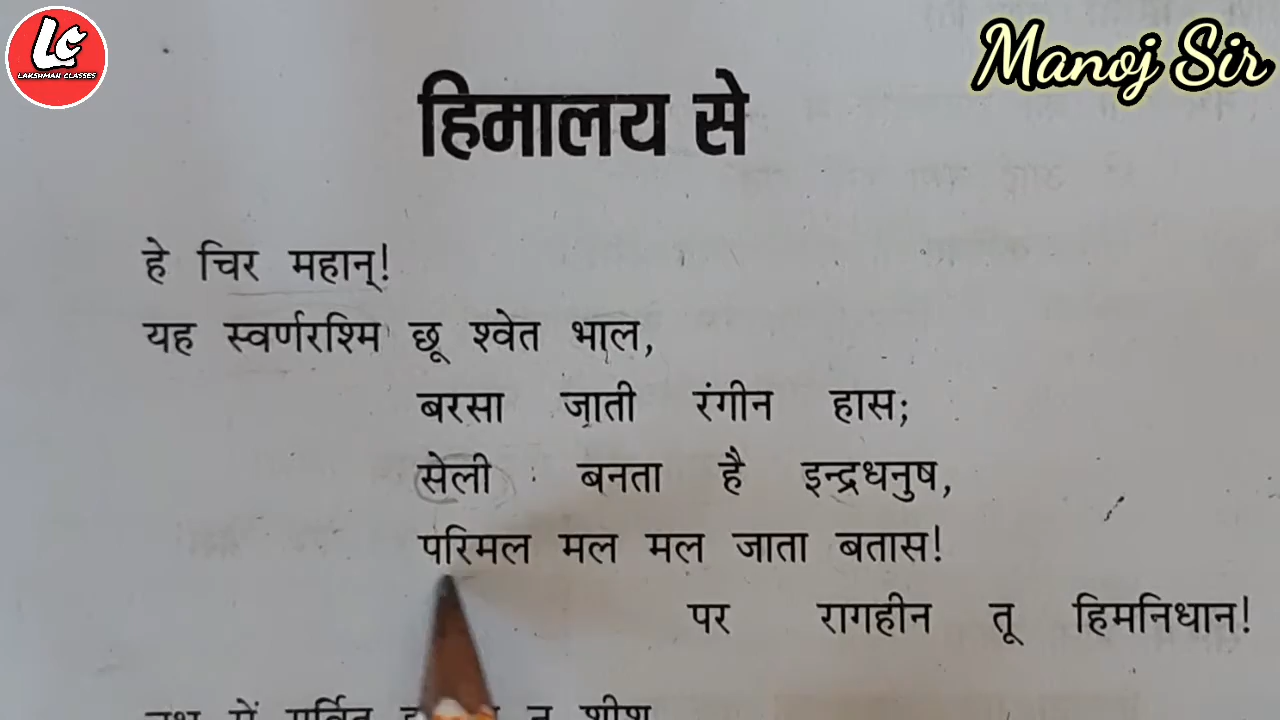 LC
LAKSHMAN CLASSES
Manoj Sir
हिमालय से
हे चिर महान्!
यह स्वर्णरश्मि छू श्वेत भाल,
बरसा जाती रंगीन हास;
सेली बनता है इन्द्रधनुष,
परिमल मल मल जाता बतास!
पर रागहीन तू हिमनिधान!
में न शीश